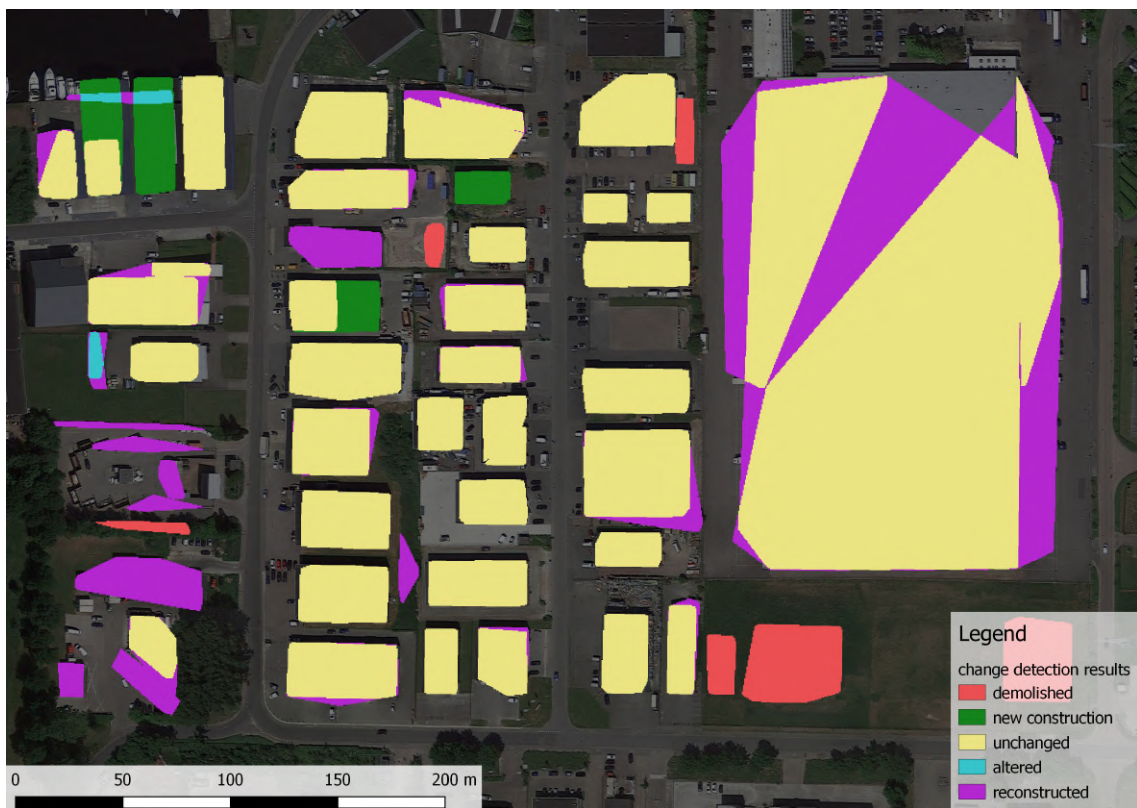 Legend
change detection results
demolished
new construction
unchanged
altered
reconstructed
0 50 100 150 200 m